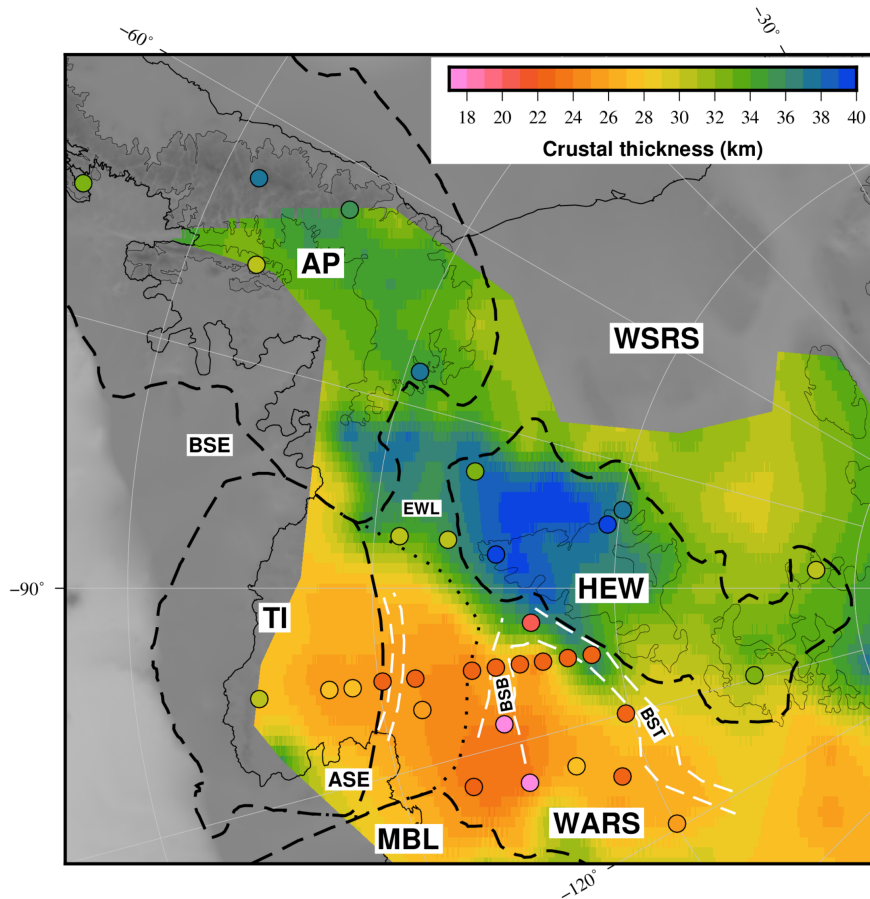 −60°
−30°
18 20 22 24 26 28 30 32 34 36 38 40
Crustal thickness (km)
AP
WSRS
BSE
EWL
HEW
−90°
TI
BSB
BST
ASE
WARS
MBL
−120°